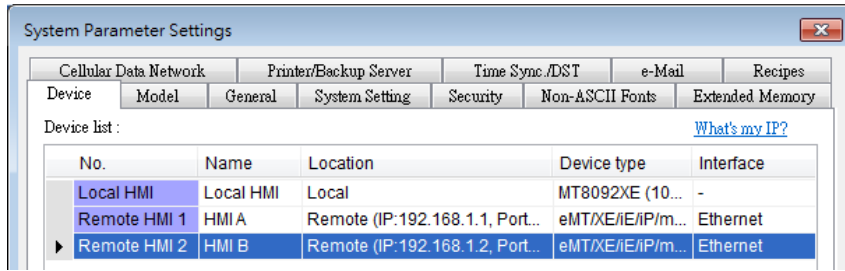 System Parameter Settings
Cellular Data Network Printer/Backup Server Time Sync./DST e-Mail Recipes
Device Model General System Setting Security Non-ASCII Fonts Extended Memory
Device list : What's my IP?
No. Name Location Device type Interface
Local HMI Local HMI Local MT8092XE (10... -
Remote HMI 1 HMI A Remote (IP:192.168.1.1, Port... eMT/XE/iE/iP/m... Ethernet
Remote HMI 2 HMI B Remote (IP:192.168.1.2, Port... eMT/XE/iE/iP/m... Ethernet